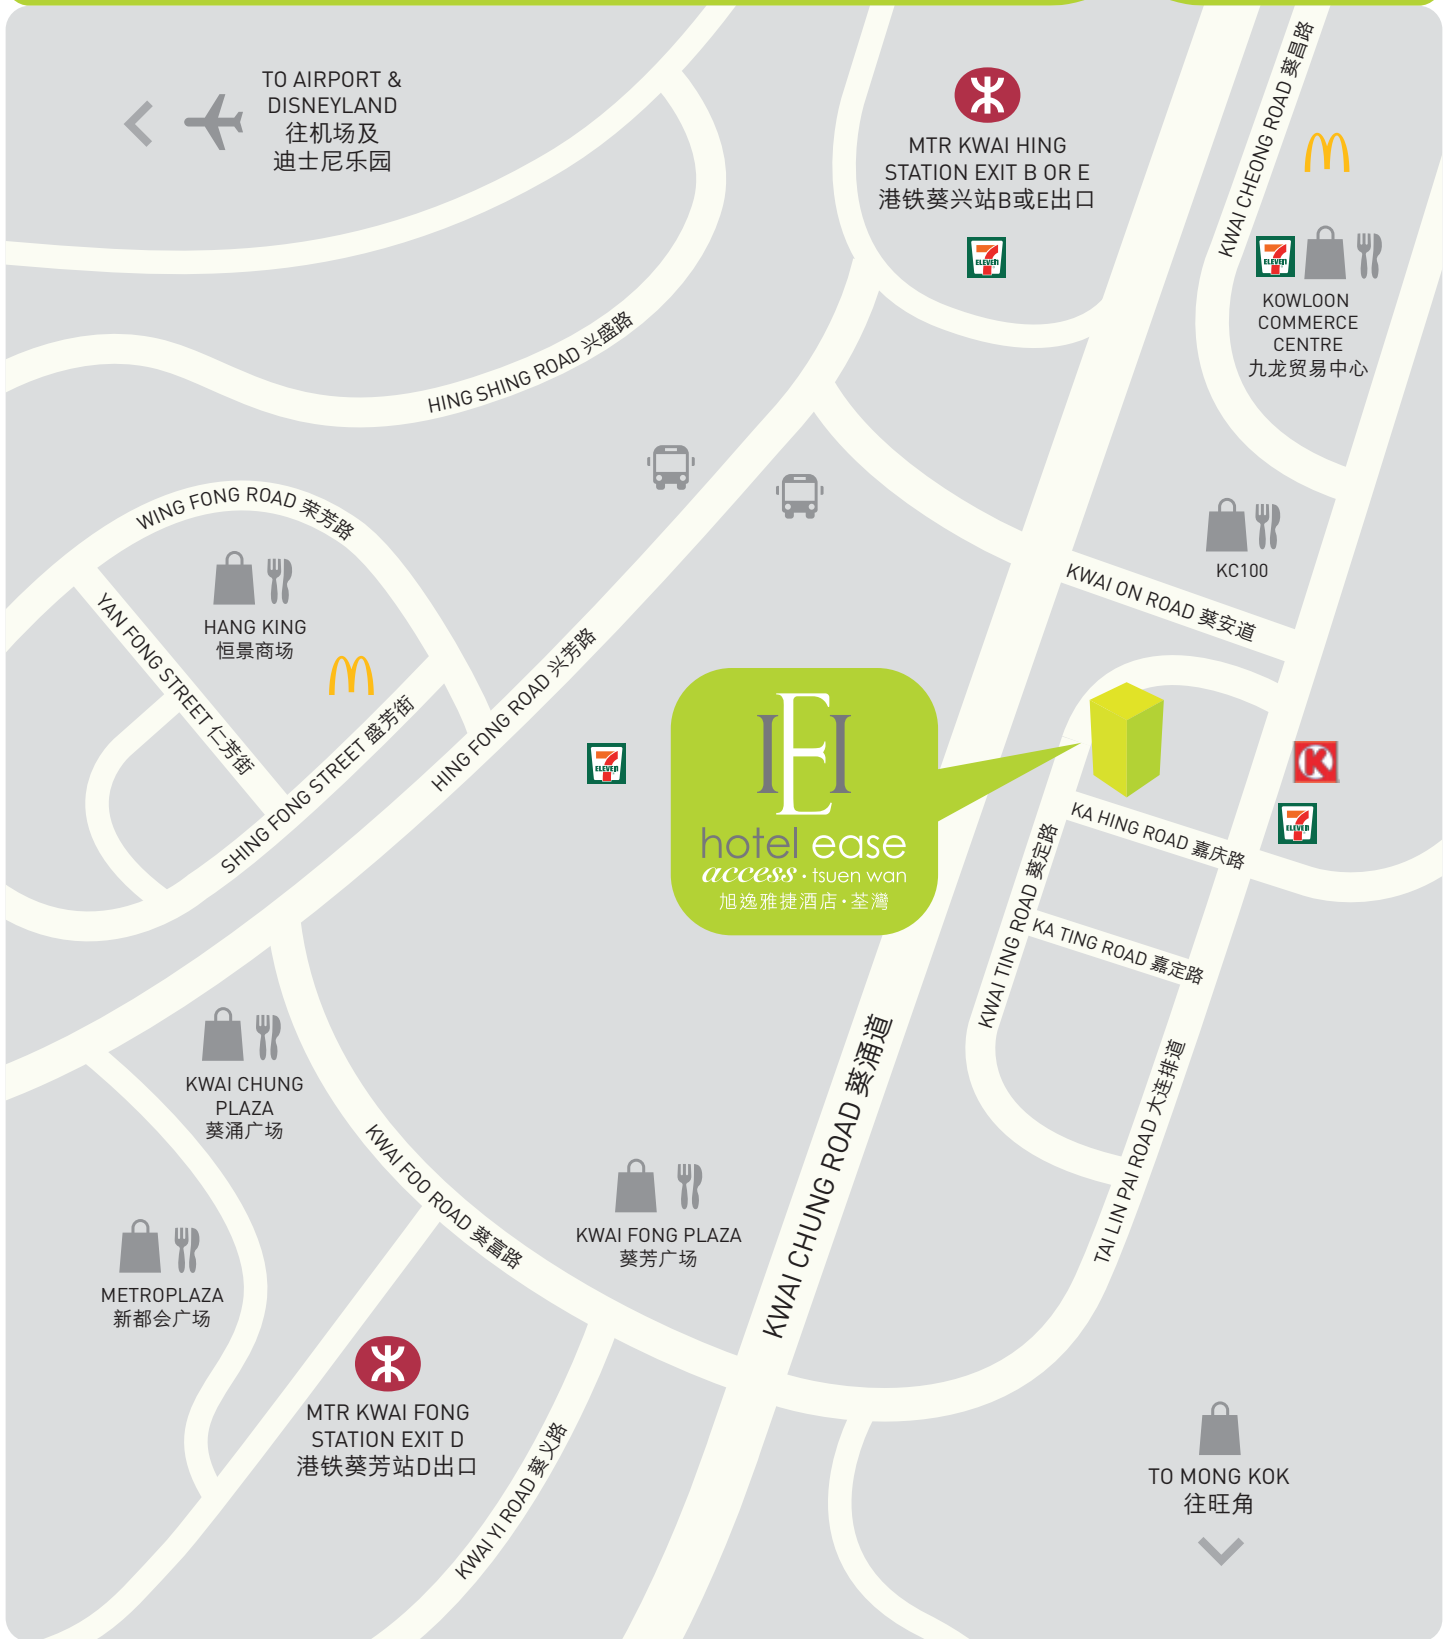 TO AIRPORT &
DISNEYLAND
往机场及
迪士尼乐园
MTR KWAI HING
STATION EXIT B OR E
港铁葵兴站B或E出口
KWAI CHEONG ROAD 葵昌路
7
ELEVEn
7
ELEVEn
KOWLOON
COMMERCE
CENTRE
九龙贸易中心
HING SHING ROAD 兴盛路
WING FONG ROAD 荣芳路
HANG KING
恒景商场
YAN FONG STREET 仁芳街
SHING FONG STREET 盛芳街
HING FONG ROAD 兴芳路
KC100
KWAI ON ROAD 葵安道
7
ELEVEn
hotel ease
access · tsuen wan
旭逸雅捷酒店·荃灣
K
7
ELEVEn
KA HING ROAD 嘉庆路
KWAI TING ROAD 葵定路
KA TING ROAD 嘉定路
TAI LIN PAI ROAD 大连排道
KWAI CHUNG ROAD 葵涌道
KWAI CHUNG
PLAZA
葵涌广场
KWAI FOO ROAD 葵富路
KWAI FONG PLAZA
葵芳广场
METROPLAZA
新都会广场
MTR KWAI FONG
STATION EXIT D
港铁葵芳站D出口
KWAI YI ROAD 葵义路
TO MONG KOK
往旺角